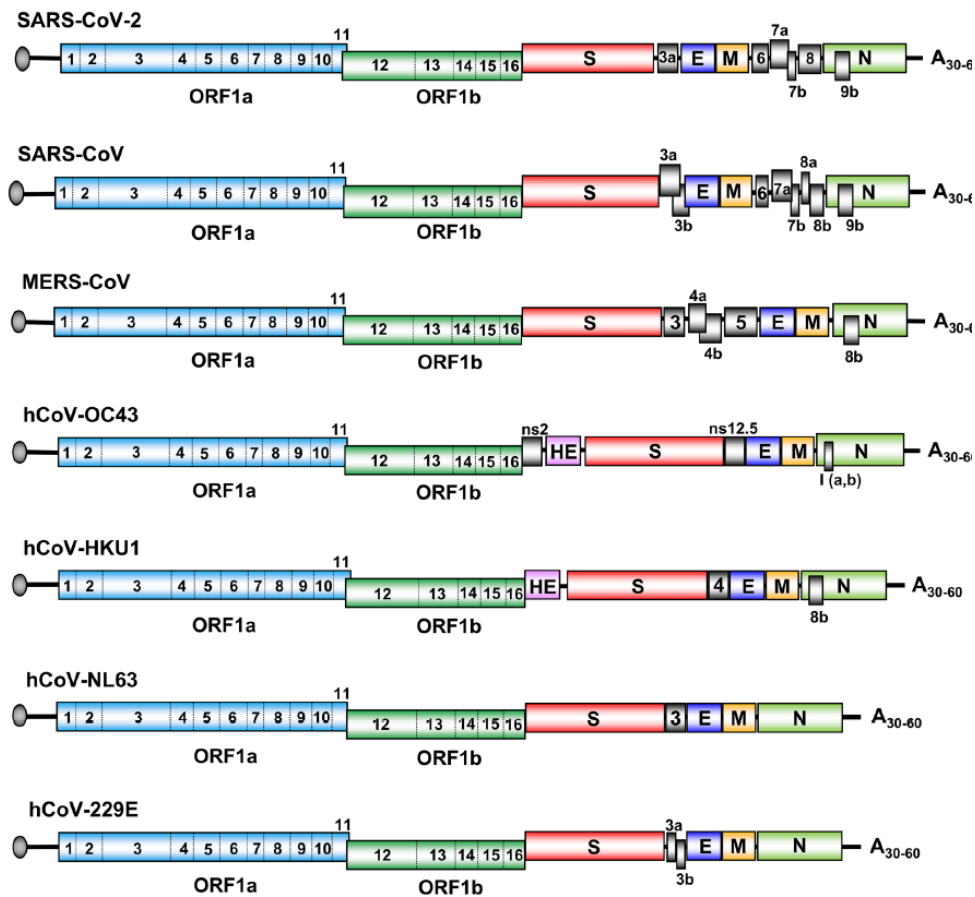 SARS-CoV-2
11
7a
1 2 3 4 5 6 7 8 9 10 12 13 14 15 16 S 3a E M 6 8 N A30-6
7b 9b
ORF1a ORF1b
SARS-CoV
11 3a 8a
1 2 3 4 5 6 7 8 9 10 12 13 14 15 16 S E M 6 7a N A30-6
3b 7b 8b 9b
ORF1a ORF1b
MERS-CoV
11 4a
1 2 3 4 5 6 7 8 9 10 12 13 14 15 16 S 3 5 E M N A30-6
4b 8b
ORF1a ORF1b
hCoV-OC43
11 ns2 ns12.5
1 2 3 4 5 6 7 8 9 10 12 13 14 15 16 HE S E M N A30-60
I (a,b)
ORF1a ORF1b
hCoV-HKU1
11
1 2 3 4 5 6 7 8 9 10 12 13 14 15 16 HE S 4 E M N A30-60
8b
ORF1a ORF1b
hCoV-NL63
11
1 2 3 4 5 6 7 8 9 10 12 13 14 15 16 S 3 E M N A30-60
ORF1a ORF1b
hCoV-229E
11 3a
1 2 3 4 5 6 7 8 9 10 12 13 14 15 16 S E M N A30-60
3b
ORF1a ORF1b